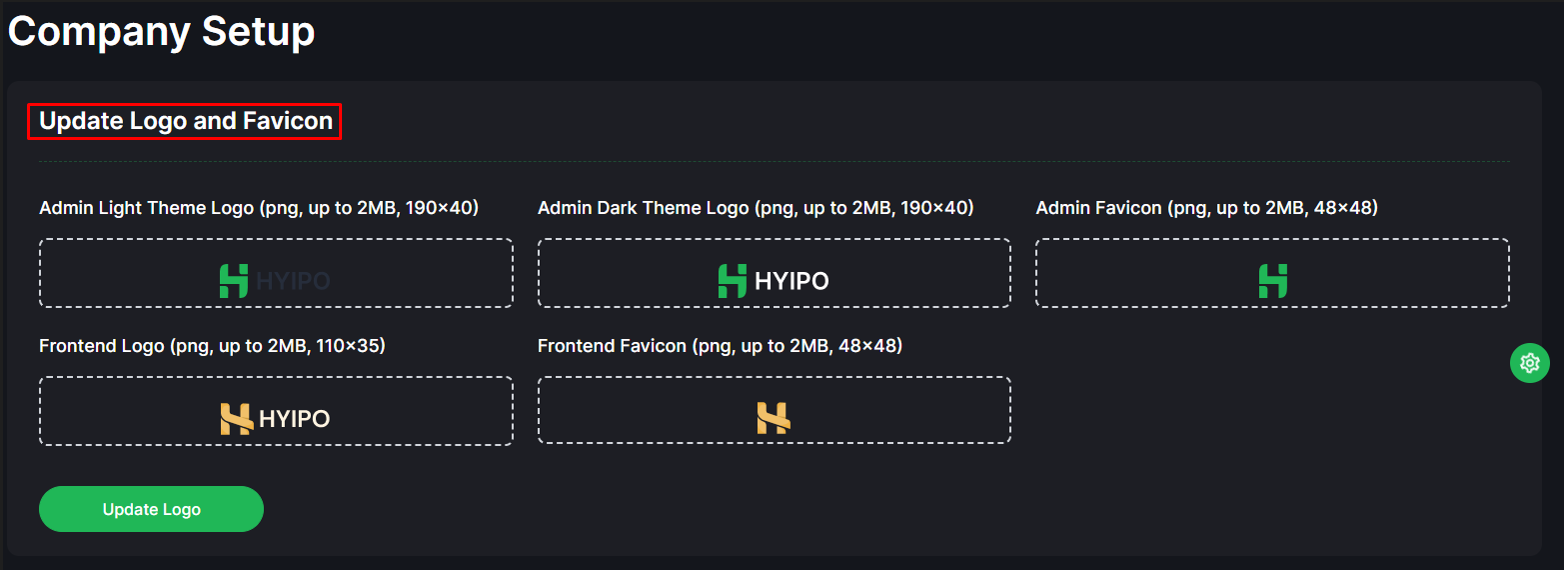 Company Setup
Update Logo and Favicon
Admin Light Theme Logo (png, up to 2MB, 190×40)
Admin Dark Theme Logo (png, up to 2MB, 190×40)
Admin Favicon (png, up to 2MB, 48×48)
HYIPO
HYIPO
Frontend Logo (png, up to 2MB, 110×35)
Frontend Favicon (png, up to 2MB, 48×48)
HYIPO
Update Logo